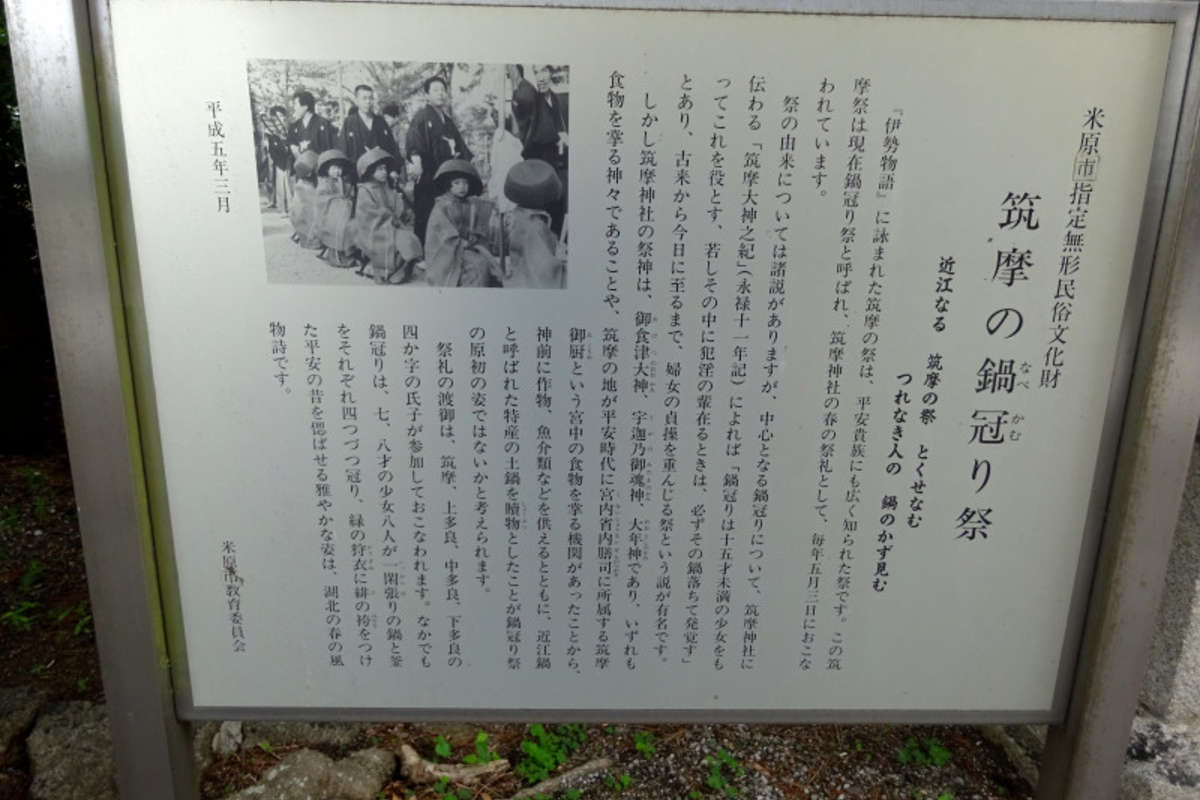 米原市指定無形民俗文化財
筑摩の鍋冠り祭
近江なる 筑摩の祭 とくせなむ
つれなき人の 鍋のかず見む
『伊勢物語』に詠まれた筑摩の祭は、平安貴族にも広く知られた祭です。この筑
摩祭は現在鍋冠り祭と呼ばれ、筑摩神社の春の祭礼として、毎年五月三日におこな
われています。
祭の由来については諸説がありますが、中心となる鍋冠りについて、筑摩神社に
伝わる「筑摩大神之紀」(永禄十一年記)によれば「鍋冠りは十五才未満の少女をも
ってこれを役とす、若しその中に犯淫の輩在るときは、必ずその鍋落ちて発覚す」
とあり、古来から今日に至るまで、婦女の貞操を重んじる祭という説が有名です。
しかし筑摩神社の祭神は、御食津大神、宇迦乃御魂神、大年神であり、いずれも
食物を掌る神々であることや、筑摩の地が平安時代に宮内省内膳司に所属する筑摩
御厨という宮中の食物を掌る機関があったことから、
神前に作物、魚介類などを供えるとともに、近江鍋
と呼ばれた特産の土鍋を贖物としたことが鍋冠り祭
の原初の姿ではないかと考えられます。
祭礼の渡御は、筑摩、上多良、中多良、下多良の
四か字の氏子が参加しておこなわれます。なかでも
鍋冠りは、七、八才の少女八人が一閑張りの鍋と釜
をそれぞれ四つづつ冠り、緑の狩衣に緋の袴をつけ
た平安の昔を偲ばせる雅やかな姿は、湖北の春の風
物詩です。
平成五年三月
米原市教育委員会